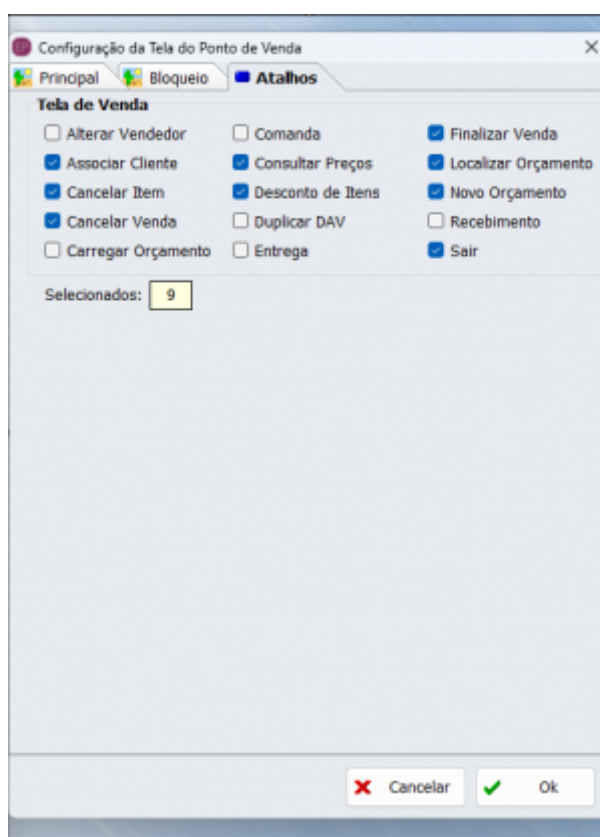 EP Configuração da Tela do Ponto de Venda
Principal Bloqueio Atalhos
Tela de Venda
Alterar Vendedor Comanda Finalizar Venda
Associar Cliente Consultar Preços Localizar Orçamento
Cancelar Item Desconto de Itens Novo Orçamento
Cancelar Venda Duplicar DAV Recebimento
Carregar Orçamento Entrega Sair
Selecionados: 9
Cancelar Ok